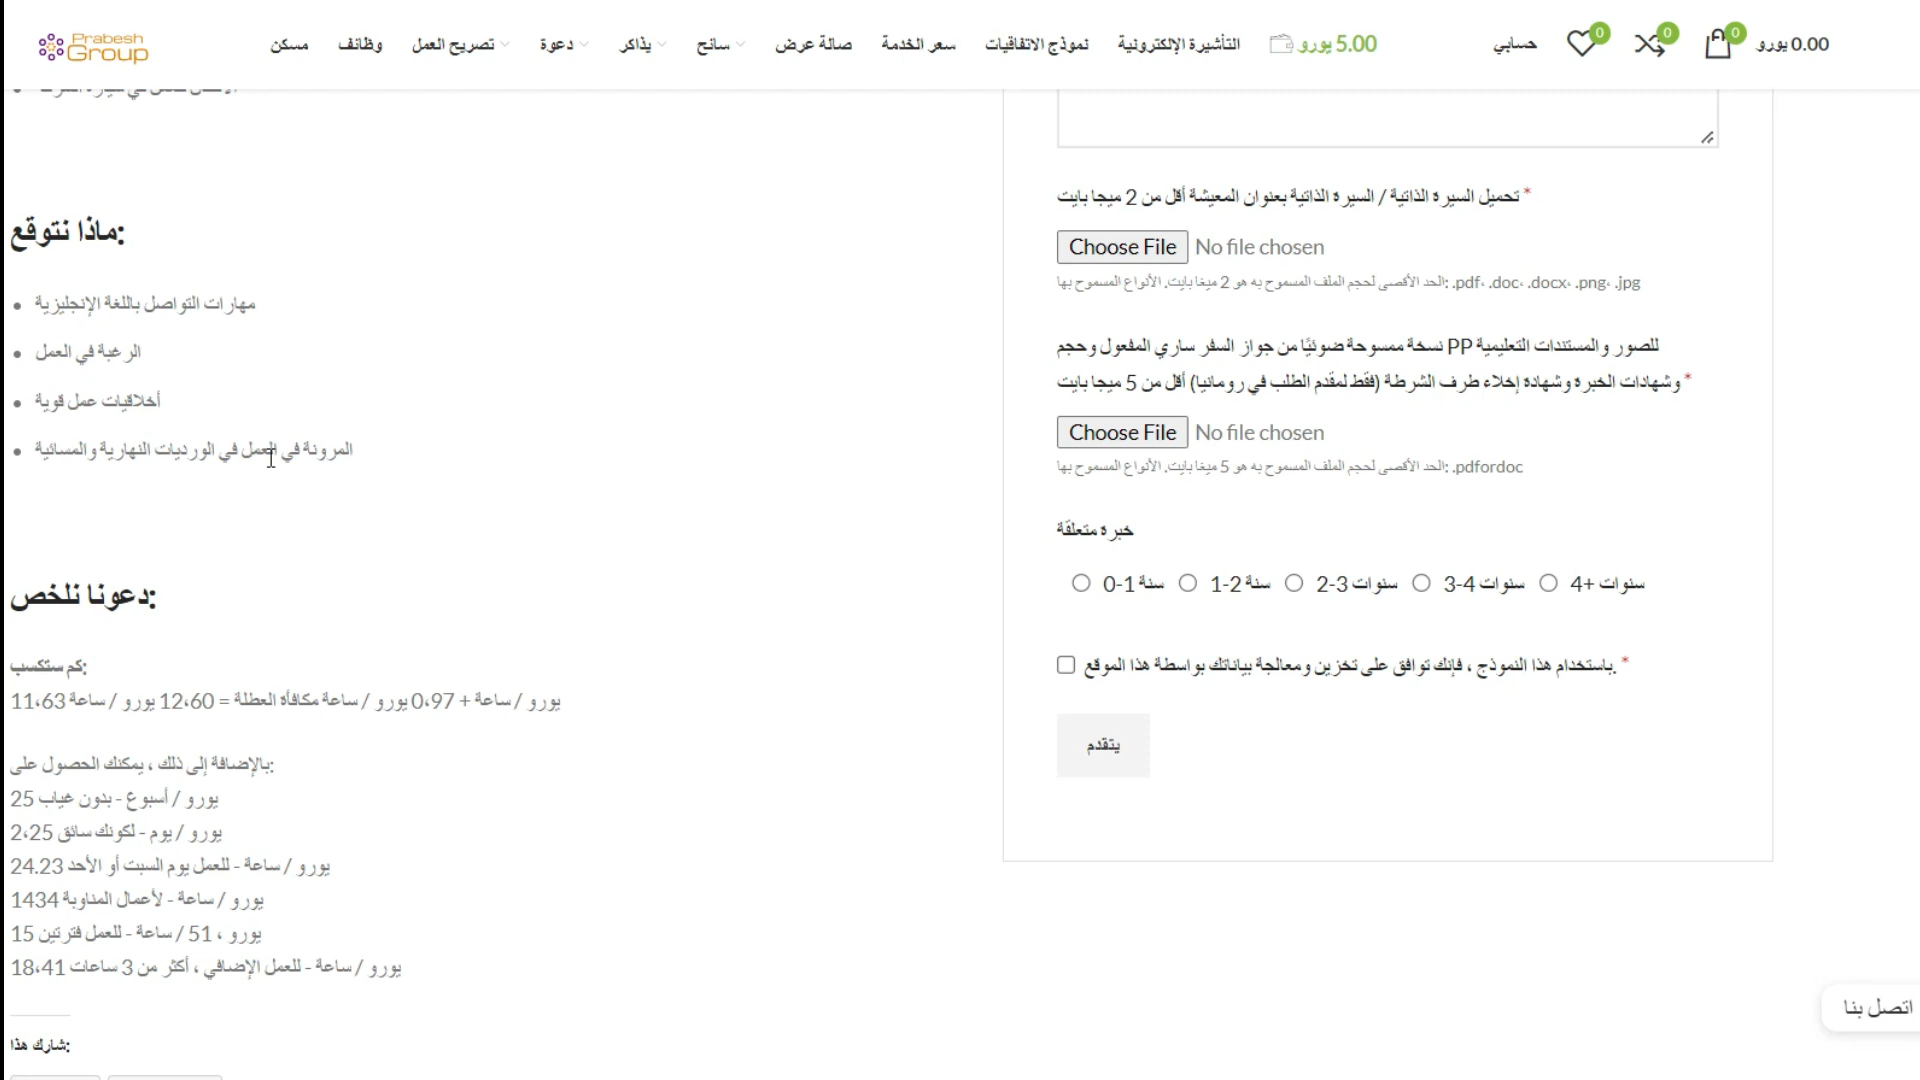 Prabesh Group
مسكن
وظائف
تصريح العمل
دعوة
يذاكر
سائح
صالة عرض
سعر الخدمة
نموذج الاتفاقيات
التأشيرة الإلكترونية
5.00 يورو
حسابي
0
0
0
0.00 يورو
ماذا نتوقع:
مهارات التواصل باللغة الإنجليزية
الرغبة في العمل
أخلاقيات عمل قوية
المرونة في العمل في الورديات النهارية والمسائية
دعونا نلخص:
كم ستكسب:
11،63 يورو / ساعة + 0،97 يورو / ساعة مكافأة العطلة = 12،60 يورو / ساعة
بالإضافة إلى ذلك ، يمكنك الحصول على:
25 يورو / أسبوع - بدون غياب
2،25 يورو / يوم - لكونك سائق
24.23 يورو / ساعة - للعمل يوم السبت أو الأحد
1434 يورو / ساعة - لأعمال المناوبة
15 يورو ، 51 / ساعة - للعمل فترتين
18،41 يورو / ساعة - للعمل الإضافي ، أكثر من 3 ساعات
شارك هذا:
تحميل السيرة الذاتية / السيرة الذاتية بعنوان المعيشة أقل من 2 ميجا بايت *
Choose File No file chosen
الحد الأقصى لحجم الملف المسموح به هو 2 ميغا بايت. الأنواع المسموح بها: .pdf، .doc، .docx، .png، .jpg
نسخة ممسوحة ضوئيًا من جواز السفر ساري المفعول وحجم PP للصور والمستندات التعليمية
وشهادات الخبرة وشهادة إخلاء طرف الشرطة (فقط لمقدم الطلب في رومانيا) أقل من 5 ميجا بايت *
Choose File No file chosen
الحد الأقصى لحجم الملف المسموح به هو 5 ميغا بايت. الأنواع المسموح بها: .pdfordoc
خبرة متعلقة
0-1 سنة 1-2 سنة 2-3 سنوات 3-4 سنوات 4+ سنوات
باستخدام هذا النموذج ، فإنك توافق على تخزين ومعالجة بياناتك بواسطة هذا الموقع. *
يتقدم
اتصل بنا